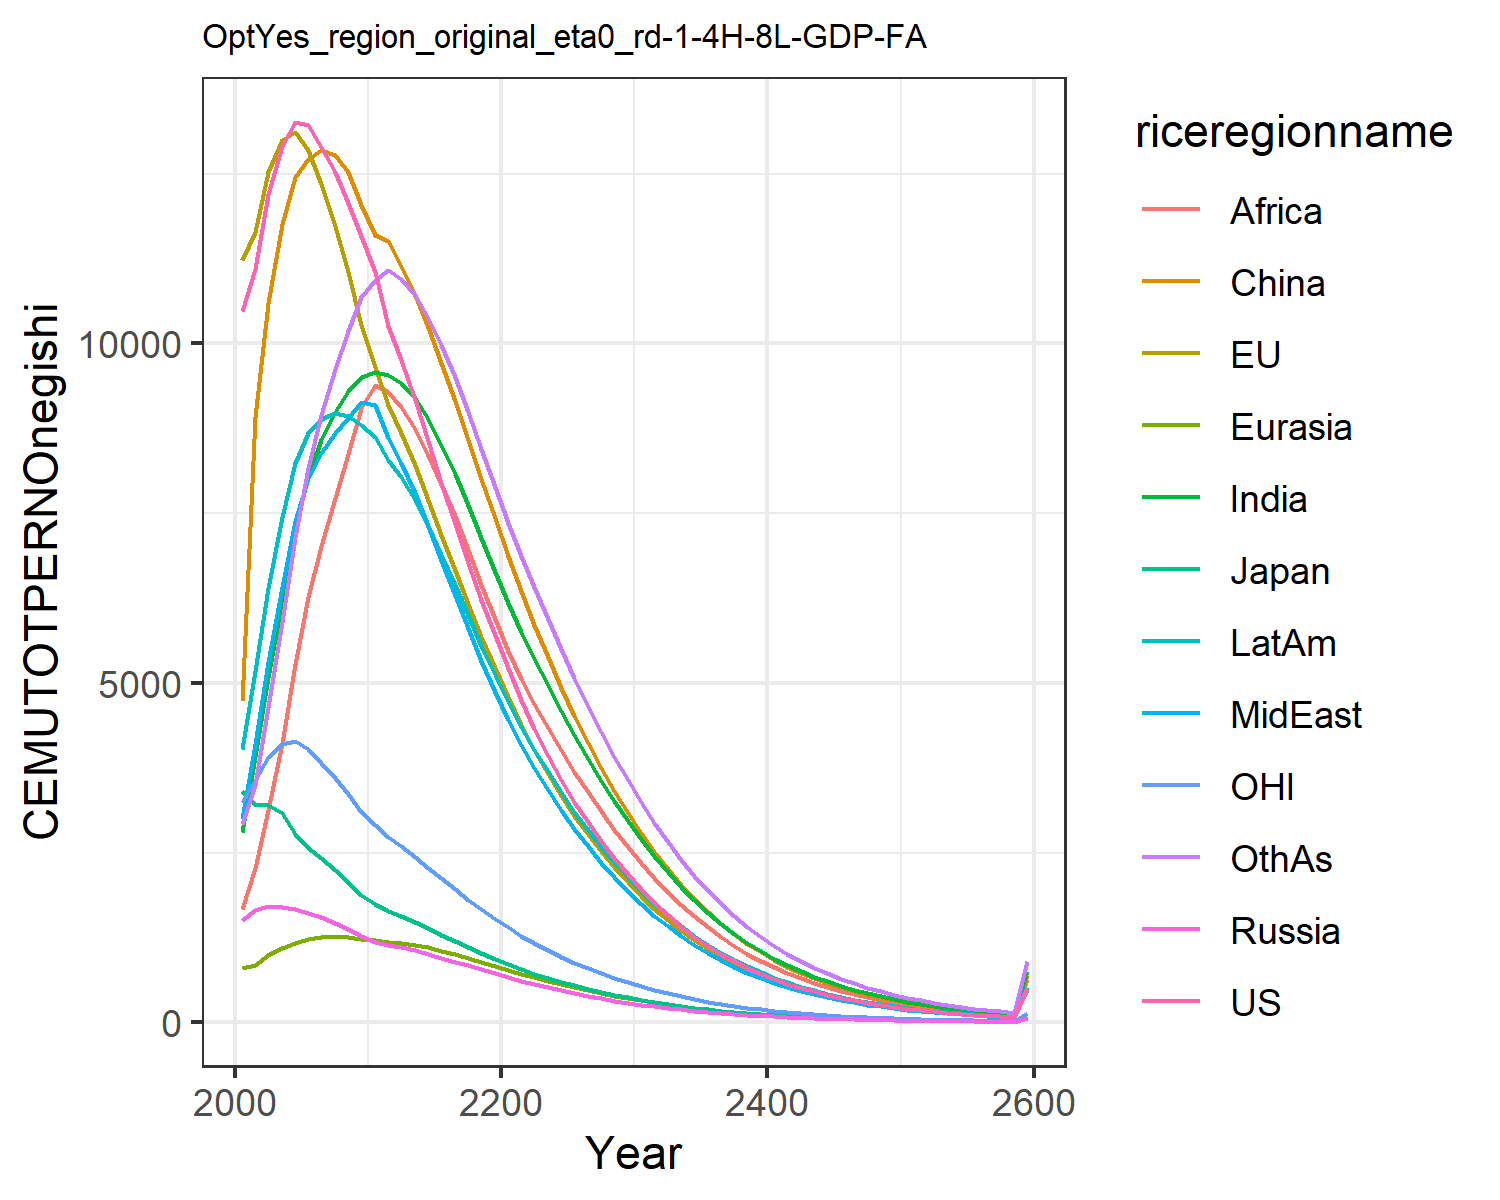 OptYes_region_original_eta0_rd-1-4H-8L-GDP-FA
CEMUTOTPERNOnegishi
10000
5000
0
2000
2200
2400
2600
Year
riceregionname
Africa
China
EU
Eurasia
India
Japan
LatAm
MidEast
OHI
OthAs
Russia
US